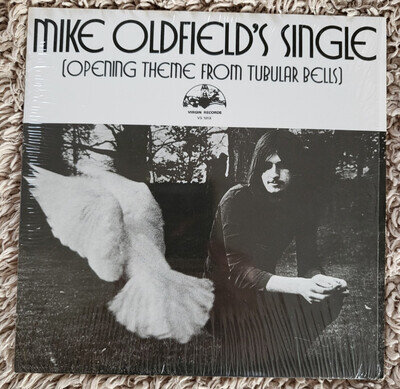 MIKE OLDFIELD'S SINGLE
(OPENING THEME FROM TUBULAR BELLS)
VIRGIN RECORDS